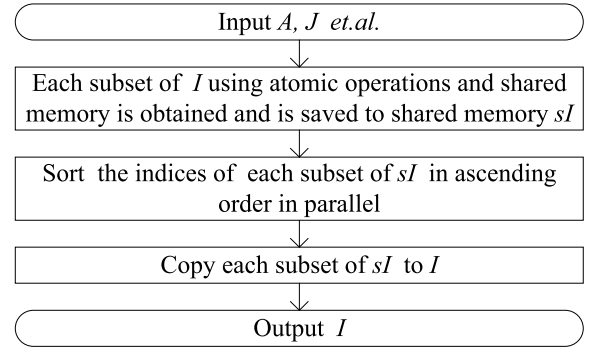 Input A, J et.al.
Each subset of I using atomic operations and shared
memory is obtained and is saved to shared memory sI
Sort the indices of each subset of sI in ascending
order in parallel
Copy each subset of sI to I
Output I